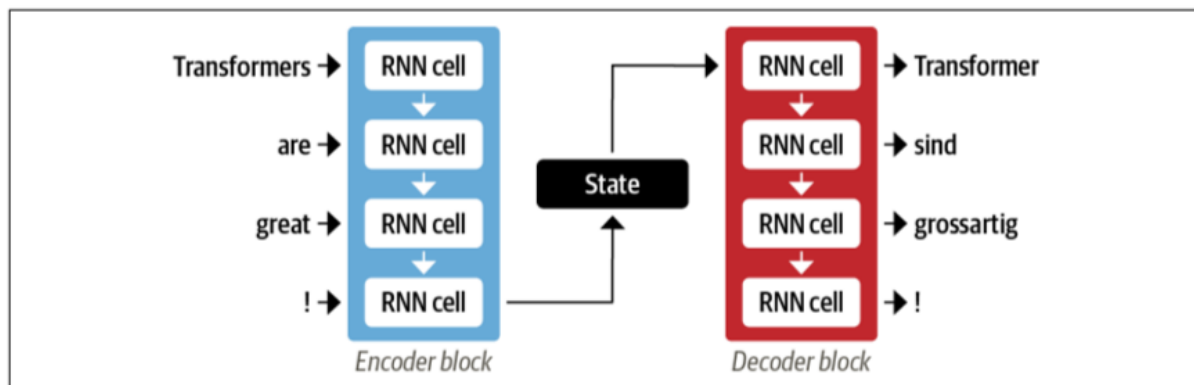 Transformers
RNN cell
RNN cell
Transformer
are
RNN cell
RNN cell
sind
State
great
RNN cell
RNN cell
grossartig
!
RNN cell
RNN cell
!
Encoder block
Decoder block